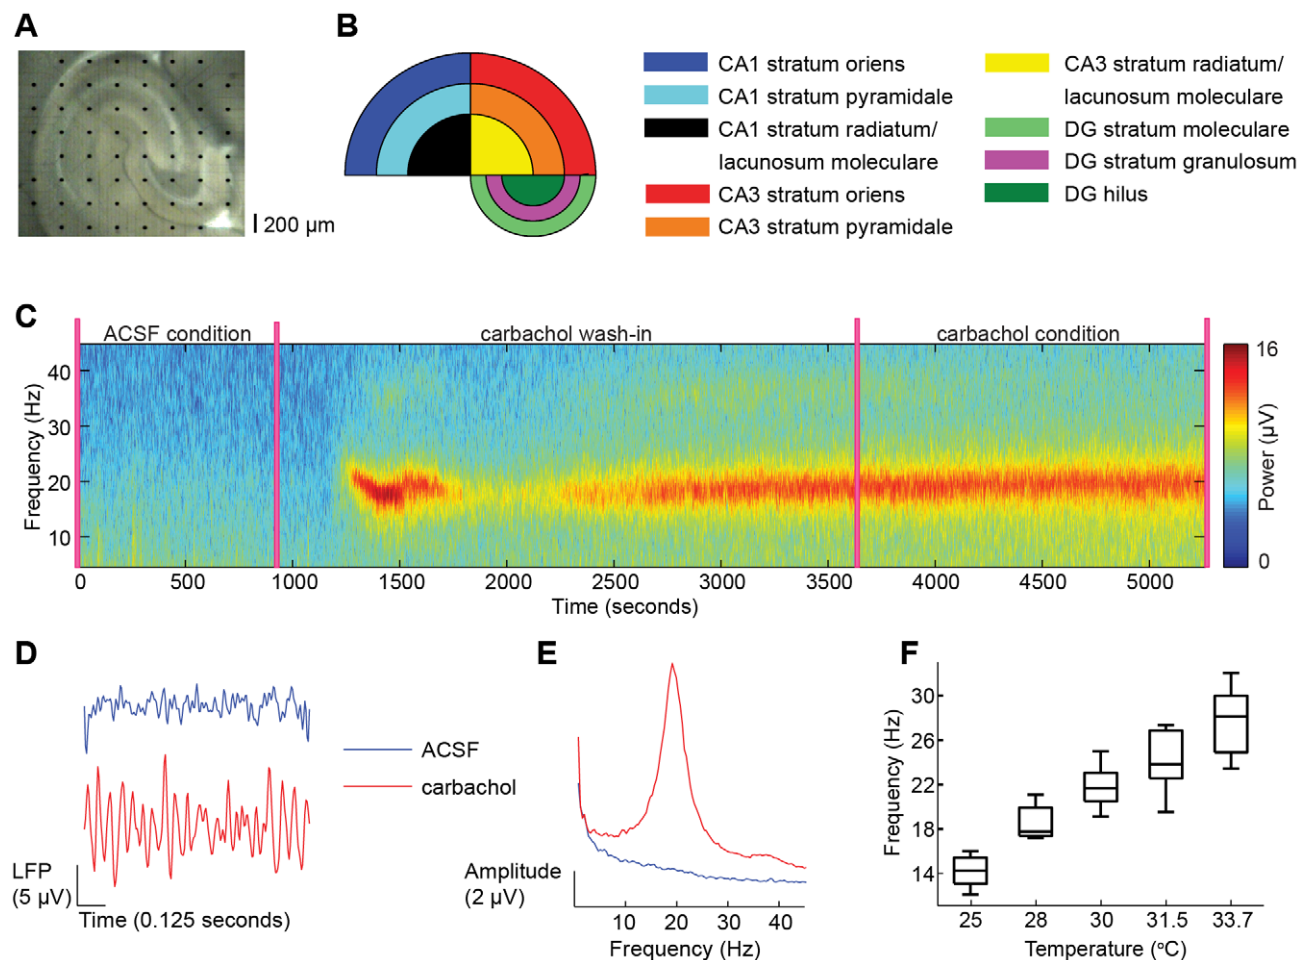 A
200 µm
B
CA1 stratum oriens
CA1 stratum pyramidale
CA1 stratum radiatum/
lacunosum moleculare
CA3 stratum oriens
CA3 stratum pyramidale
CA3 stratum radiatum/
lacunosum moleculare
DG stratum moleculare
DG stratum granulosum
DG hilus
C
ACSF condition
carbachol wash-in
carbachol condition
Frequency (Hz)
40
30
20
10
0
500
1000
1500
2000
2500
3000
3500
4000
4500
5000
Time (seconds)
16
0
Power (µV)
D
LFP
(5 µV)
Time (0.125 seconds)
ACSF
carbachol
E
Amplitude
(2 µV)
10
20
30
40
Frequency (Hz)
F
Frequency (Hz)
30
26
22
18
14
25
28
30
31.5
33.7
Temperature (°C)